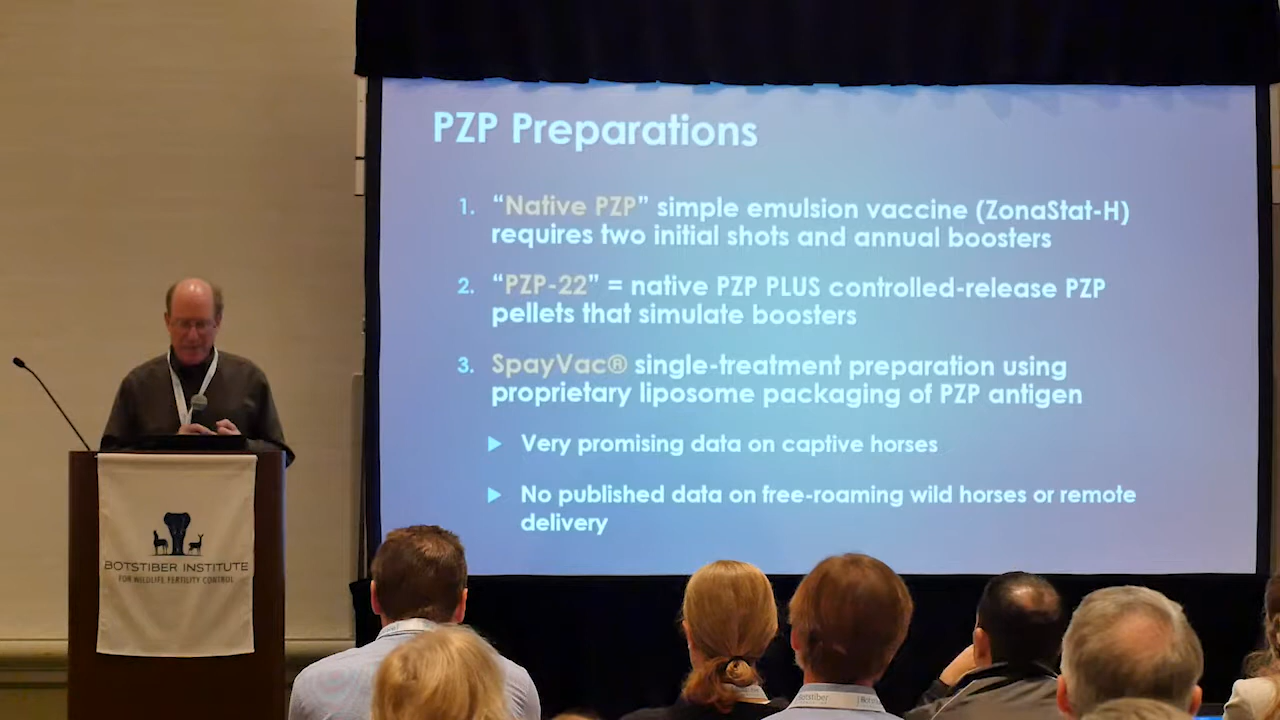 PZP Preparations
1. “Native PZP” simple emulsion vaccine (ZonaStat-H)
requires two initial shots and annual boosters
2. “PZP-22” = native PZP PLUS controlled-release PZP
pellets that simulate boosters
3. SpayVac® single-treatment preparation using
proprietary liposome packaging of PZP antigen
▶ Very promising data on captive horses
▶ No published data on free-roaming wild horses or remote
delivery
BOTSTIBER INSTITUTE
FOR WILDLIFE FERTILITY CONTROL
Botstiber